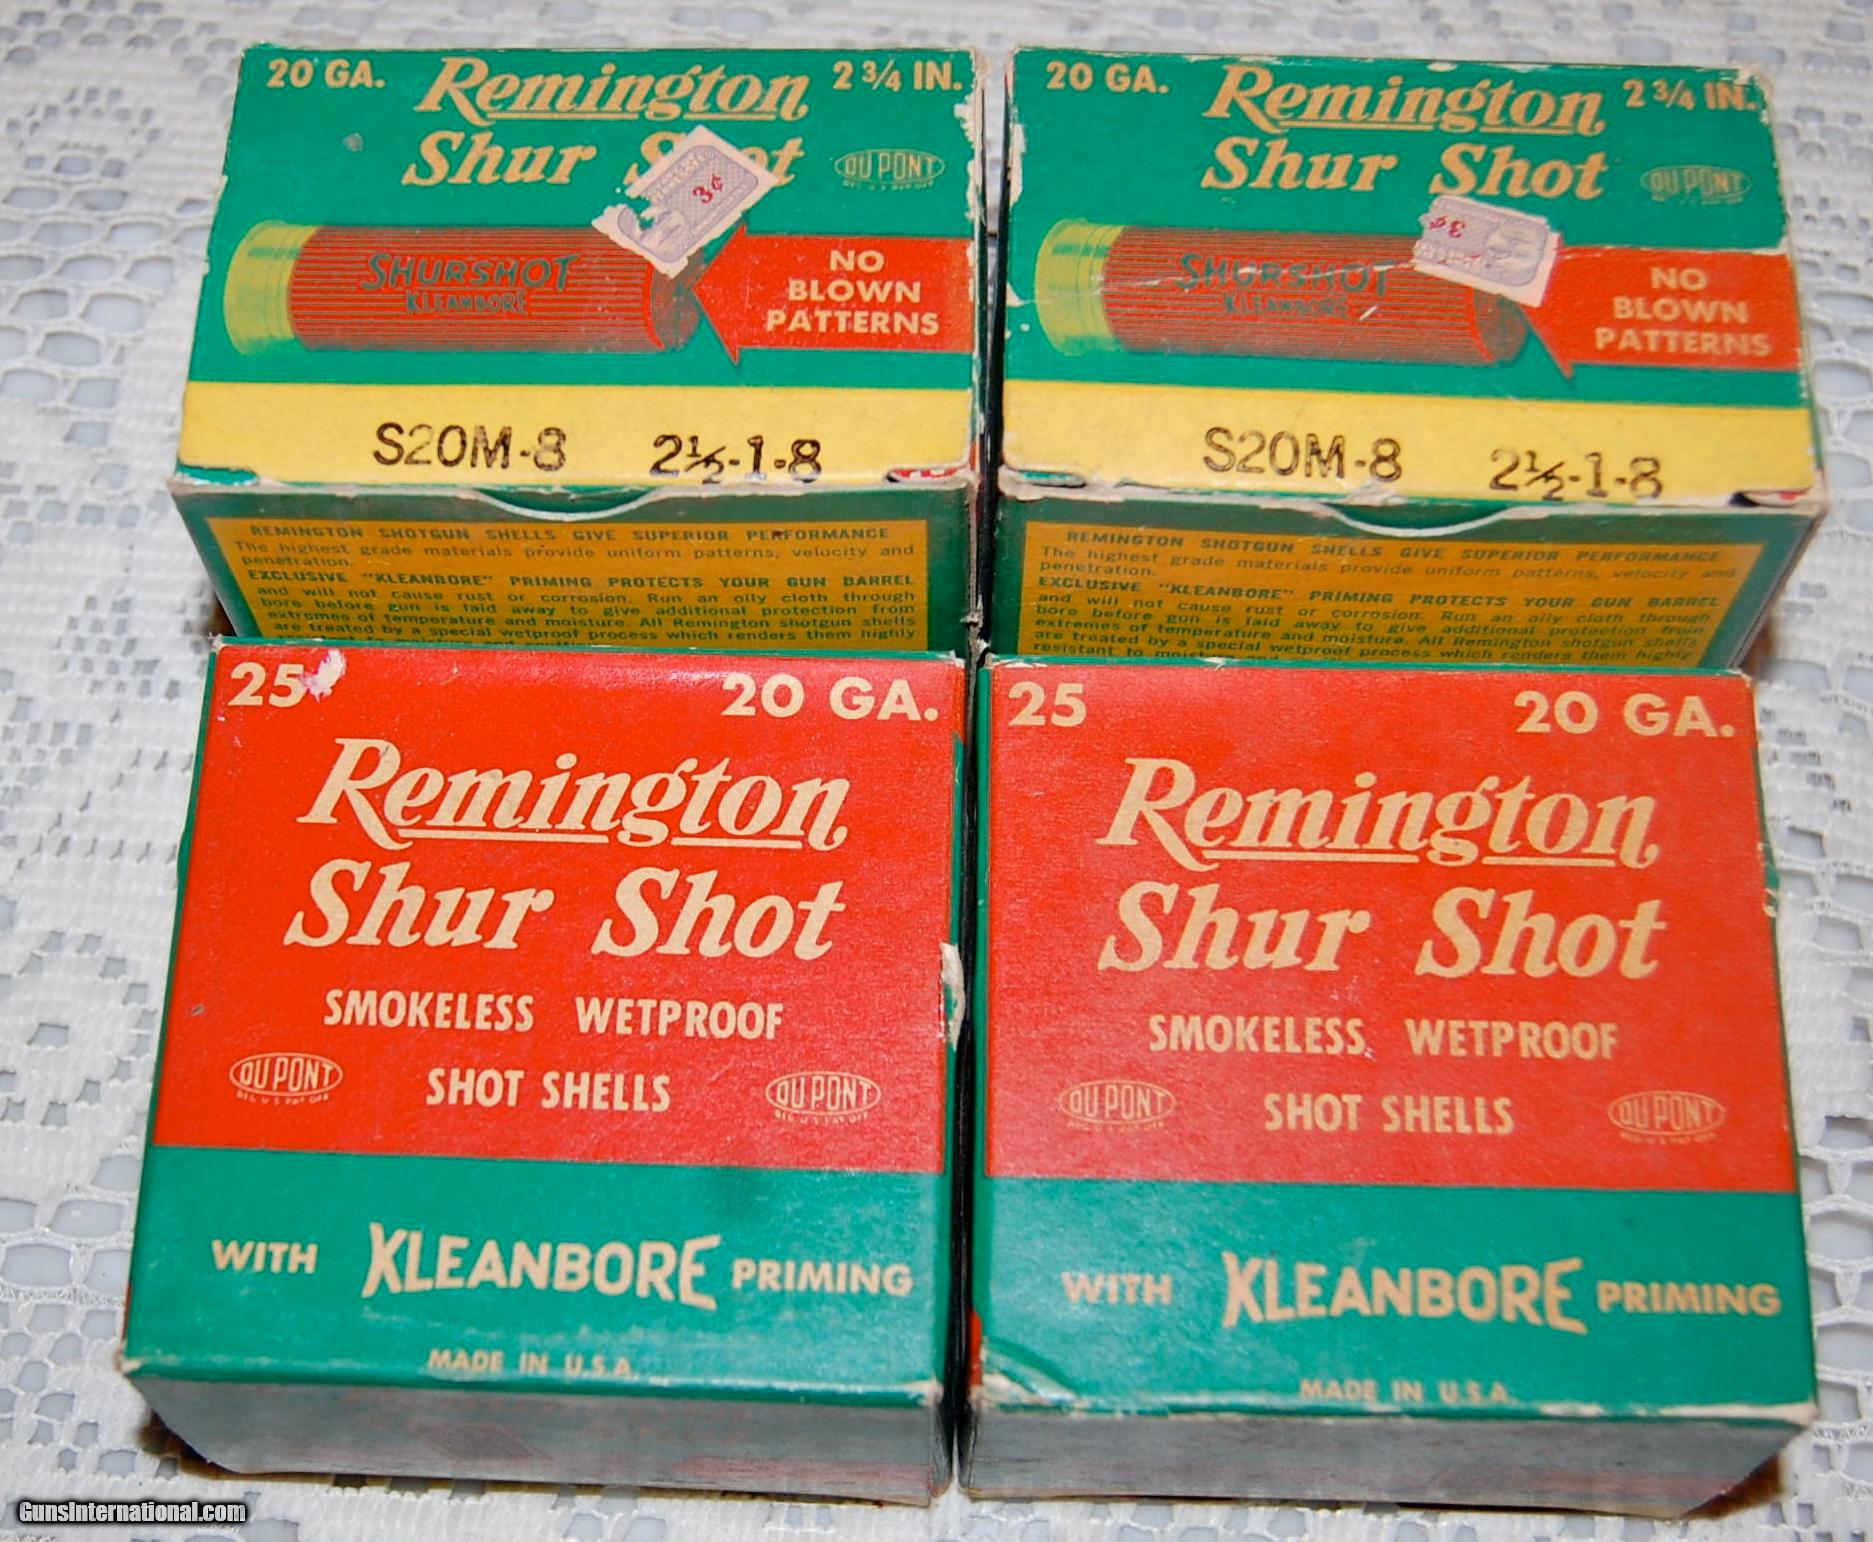 20 GA. Remington 2 3/4 IN.
Shur Shot DU PONT
3¢
SHURSHOT
KLEANBORE
NO
BLOWN
PATTERNS
S20M-8 2½-1-8
REMINGTON SHOTGUN SHELLS GIVE SUPERIOR PERFORMANCE
The highest grade materials provide uniform patterns, velocity and
penetration.
EXCLUSIVE "KLEANBORE" PRIMING PROTECTS YOUR GUN BARREL
and will not cause rust or corrosion. Run an oily cloth through
bore before gun is laid away to give additional protection from
extremes of temperature and moisture. All Remington shotgun shells
are treated by a special wetproof process which renders them highly
20 GA. Remington 2 3/4 IN.
Shur Shot DU PONT
3¢
SHURSHOT
KLEANBORE
NO
BLOWN
PATTERNS
S20M-8 2½-1-8
REMINGTON SHOTGUN SHELLS GIVE SUPERIOR PERFORMANCE
The highest grade materials provide uniform patterns, velocity and
penetration.
EXCLUSIVE "KLEANBORE" PRIMING PROTECTS YOUR GUN BARREL
and will not cause rust or corrosion. Run an oily cloth through
bore before gun is laid away to give additional protection from
extremes of temperature and moisture. All Remington shotgun shells
are treated by a special wetproof process which renders them highly
resistant to
25 20 GA.
Remington
Shur Shot
SMOKELESS WETPROOF
DU PONT SHOT SHELLS DU PONT
WITH KLEANBORE PRIMING
MADE IN U.S.A.
25 20 GA.
Remington
Shur Shot
SMOKELESS WETPROOF
DU PONT SHOT SHELLS DU PONT
WITH KLEANBORE PRIMING
MADE IN U.S.A.
GunsInternational.com